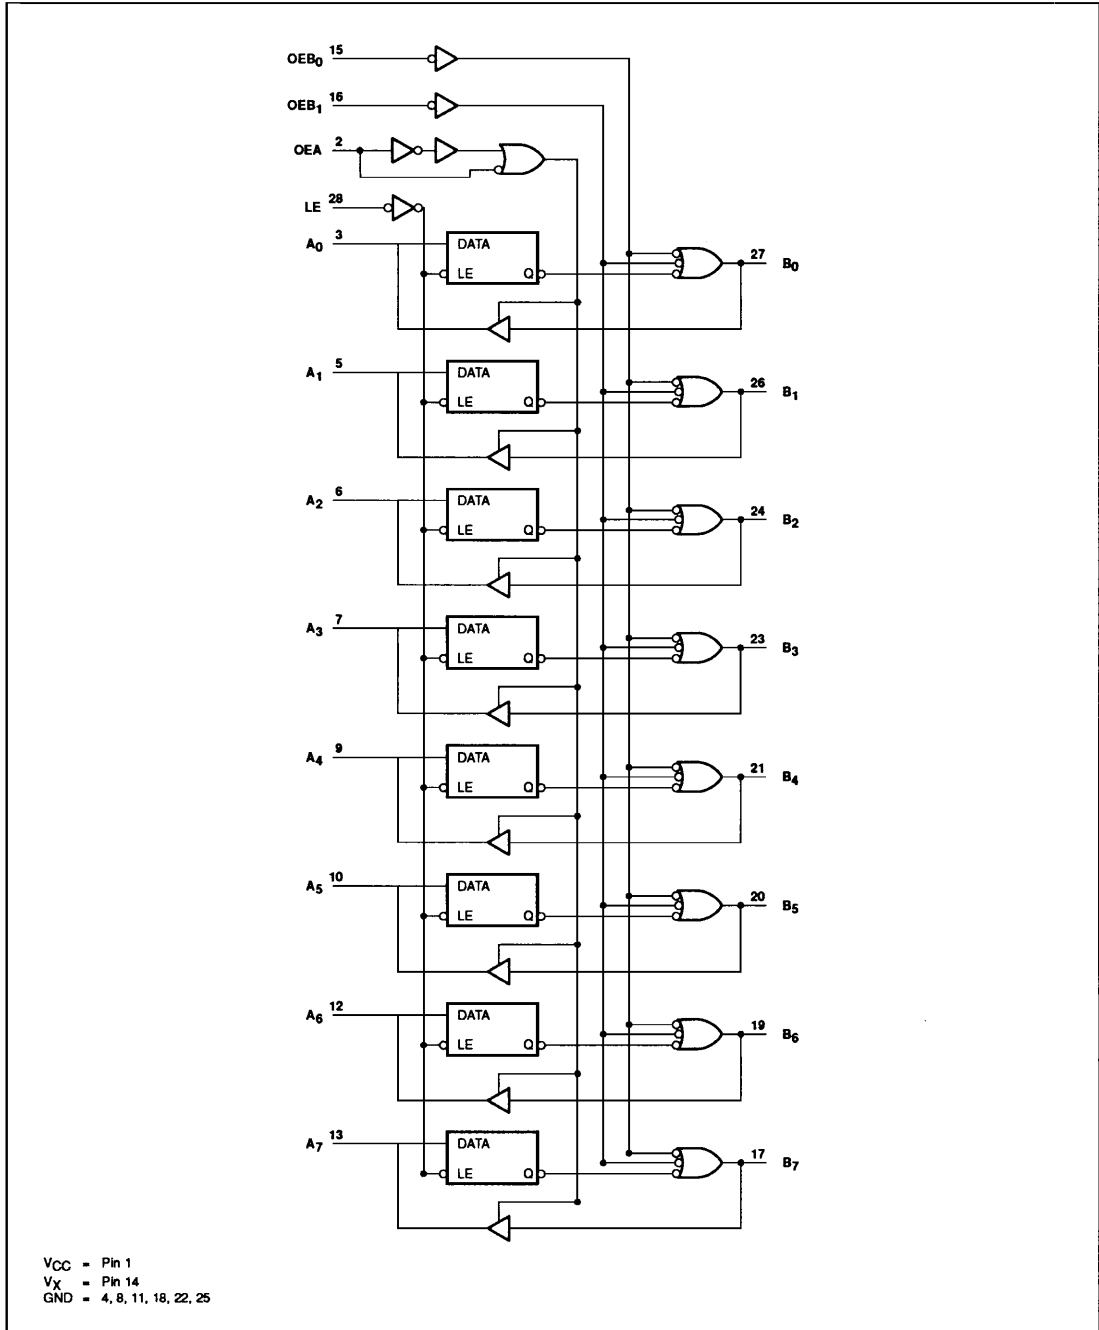 OEB0 15
OEB1 16
OEA 2
LE 28
A0 3 DATA LE Q 27 B0
A1 5 DATA LE Q 26 B1
A2 6 DATA LE Q 24 B2
A3 7 DATA LE Q 23 B3
A4 9 DATA LE Q 21 B4
A5 10 DATA LE Q 20 B5
A6 12 DATA LE Q 19 B6
A7 13 DATA LE Q 17 B7
VCC = Pin 1
VX = Pin 14
GND = 4, 8, 11, 18, 22, 25